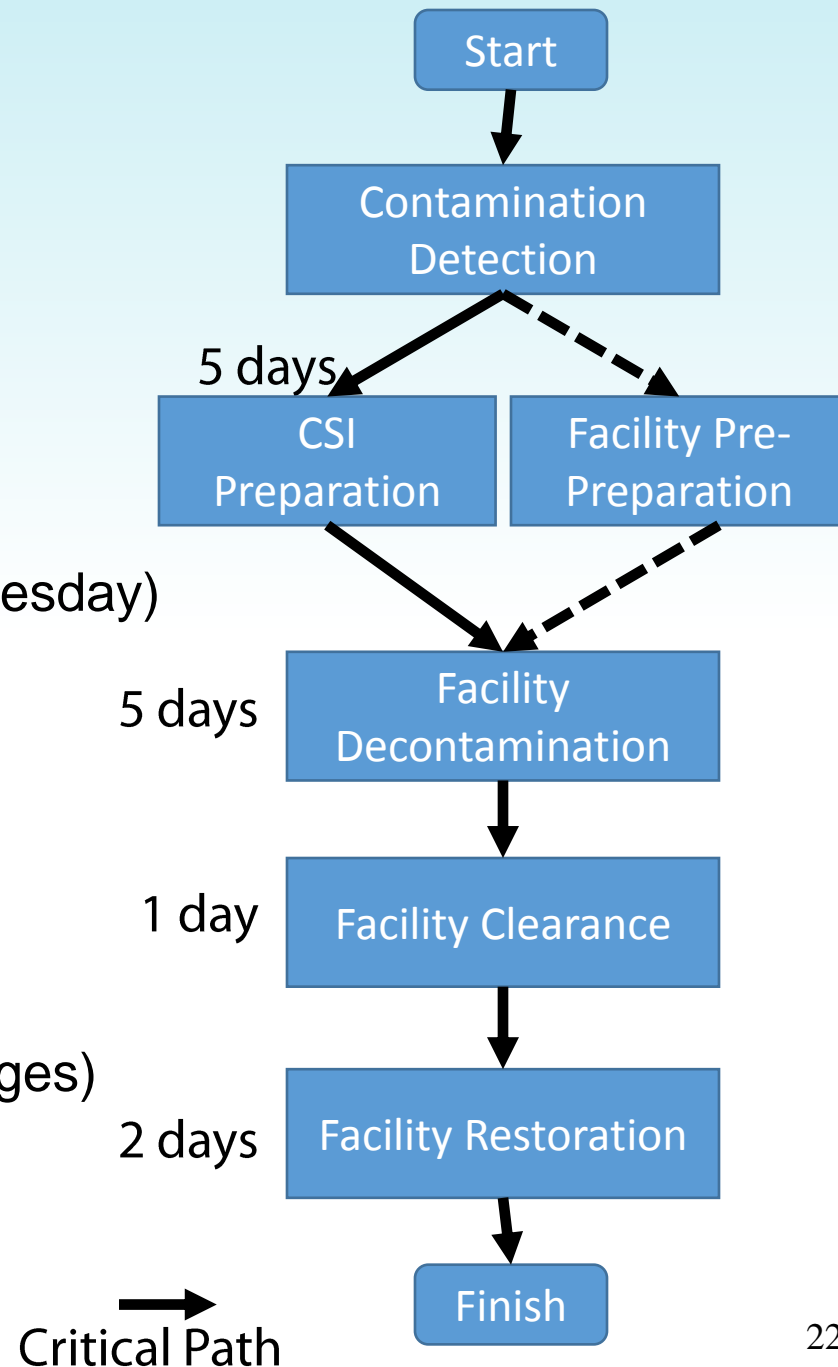 Start
Contamination
Detection
5 days
CSI
Preparation
Facility Pre-
Preparation
esday)
5 days
Facility
Decontamination
1 day
Facility Clearance
ges)
2 days
Facility Restoration
Finish
Critical Path
22